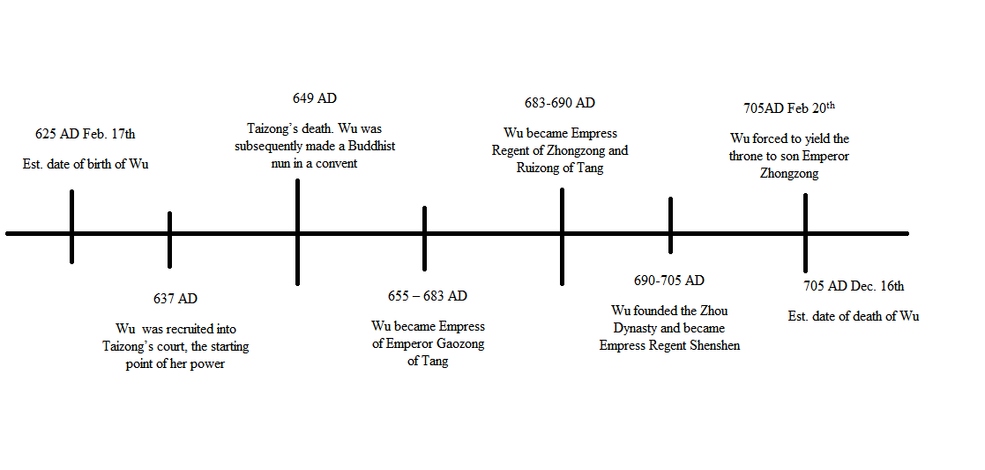 625 AD Feb. 17th
Est. date of birth of Wu
637 AD
Wu was recruited into
Taizong’s court, the starting
point of her power
649 AD
Taizong’s death. Wu was
subsequently made a Buddhist
nun in a convent
655 – 683 AD
Wu became Empress
of Emperor Gaozong
of Tang
683-690 AD
Wu became Empress
Regent of Zhongzong and
Ruizong of Tang
690-705 AD
Wu founded the Zhou
Dynasty and became
Empress Regent Shenshen
705AD Feb 20th
Wu forced to yield the
throne to son Emperor
Zhongzong
705 AD Dec. 16th
Est. date of death of Wu